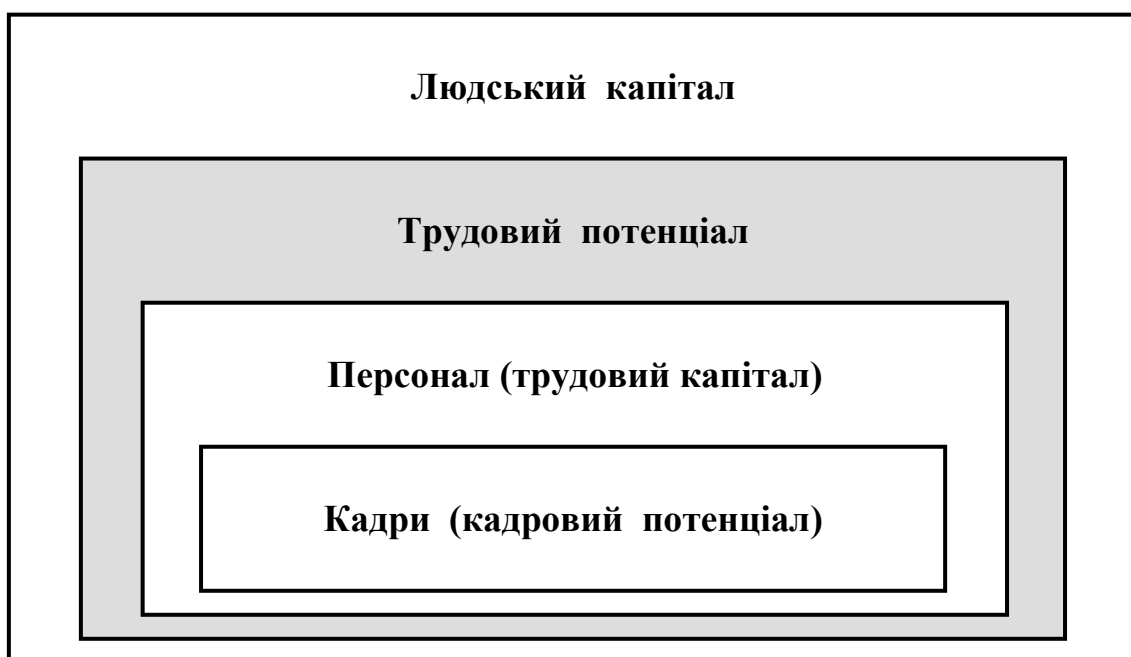 Людський капітал
Трудовий потенціал
Персонал (трудовий капітал)
Кадри (кадровий потенціал)